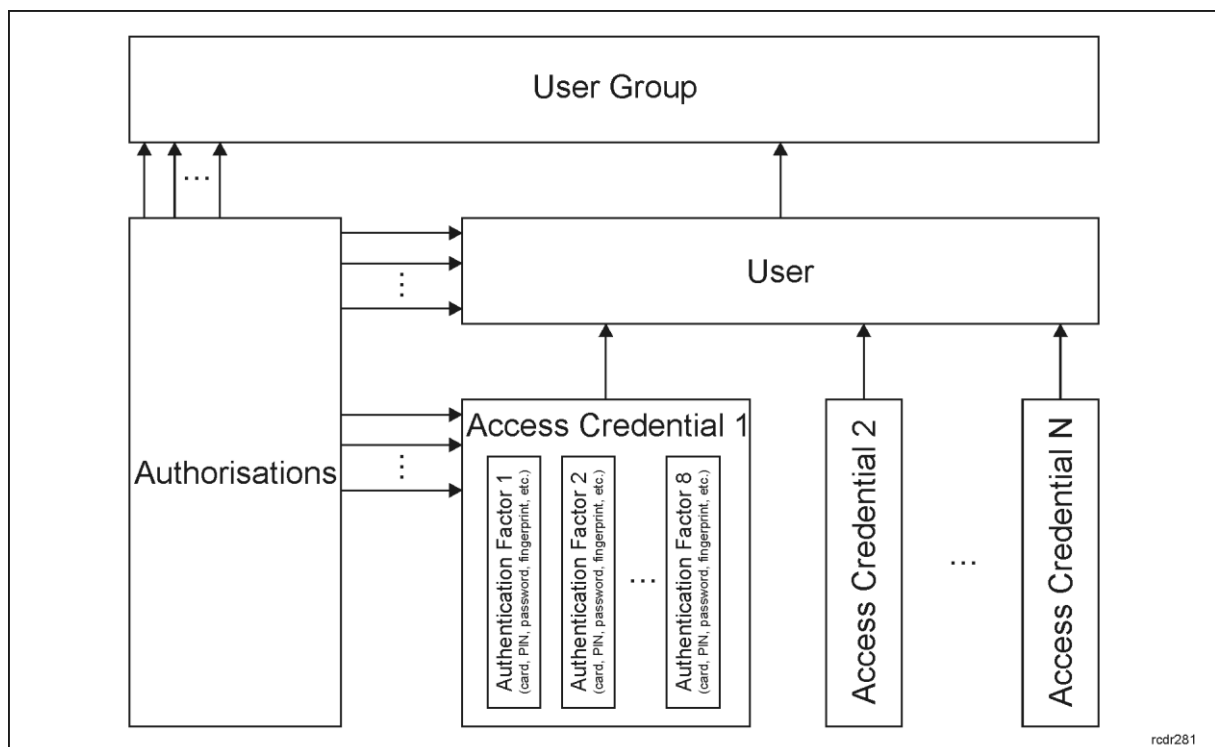 User Group
...
User
...
Authorisations
...
Access Credential 1
Authentication Factor 1
(card, PIN, password, fingerprint, etc.)
Authentication Factor 2
(card, PIN, password, fingerprint, etc.)
...
Authentication Factor 8
(card, PIN, password, fingerprint, etc.)
Access Credential 2
...
Access Credential N
rcdr281